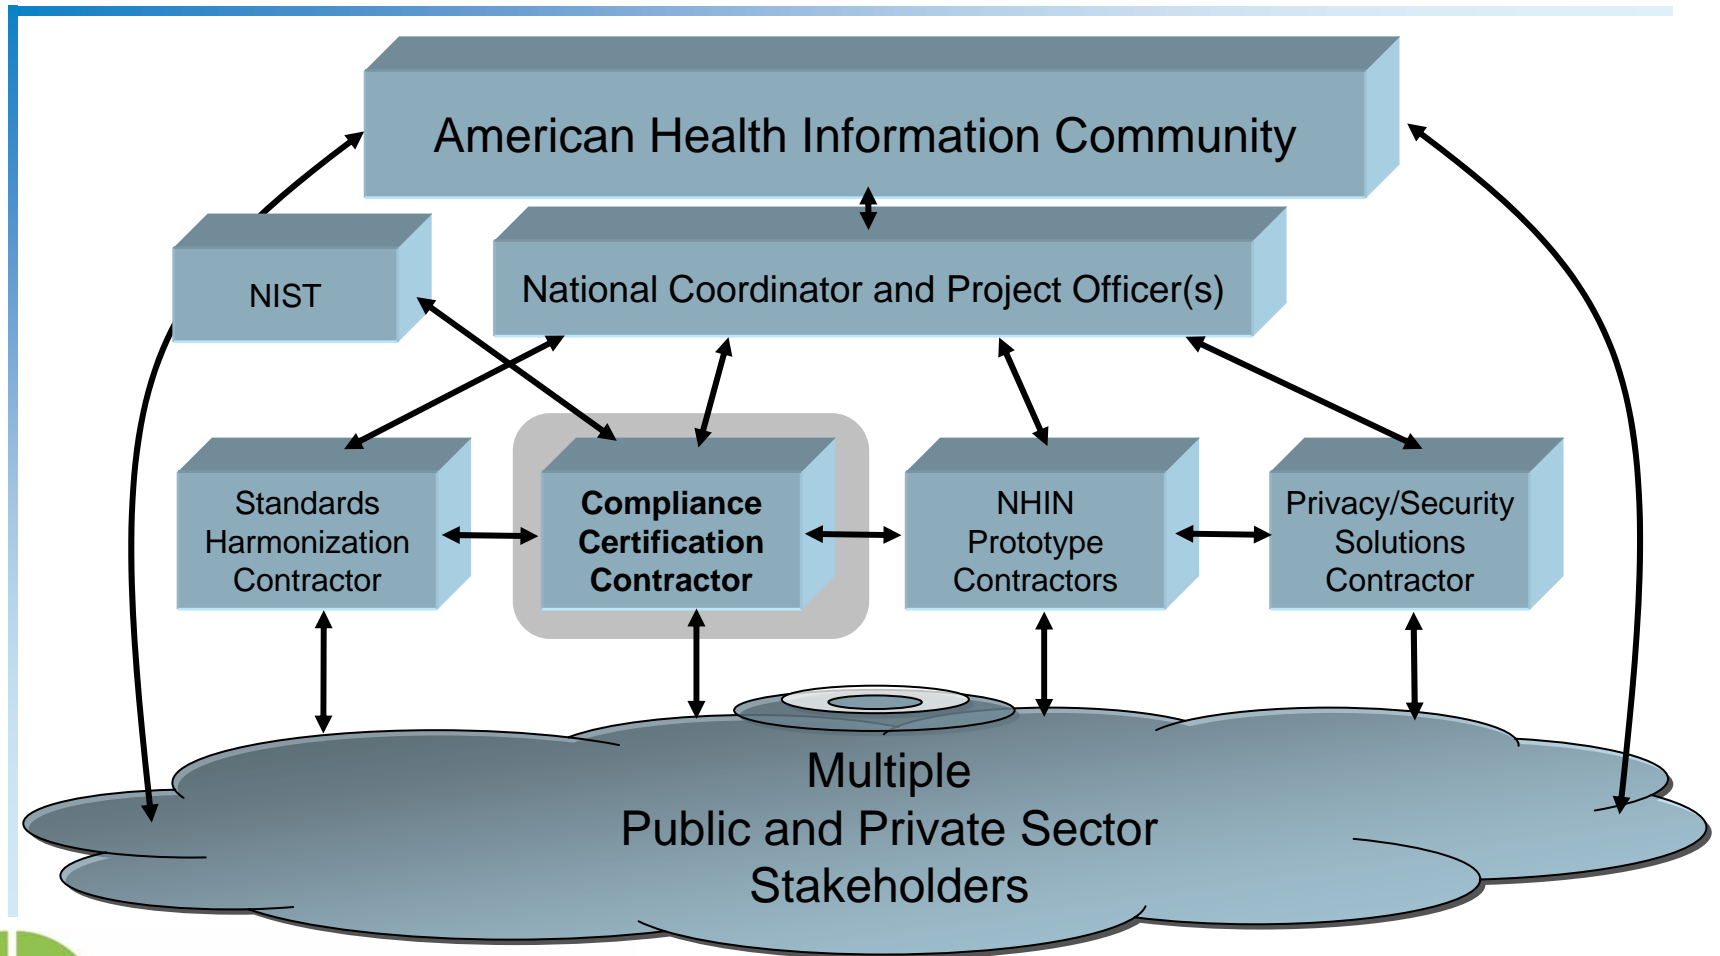 American Health Information Community
NIST
National Coordinator and Project Officer(s)
Standards
Harmonization
Contractor
Compliance
Certification
Contractor
NHIN
Prototype
Contractors
Privacy/Security
Solutions
Contractor
Multiple
Public and Private Sector
Stakeholders